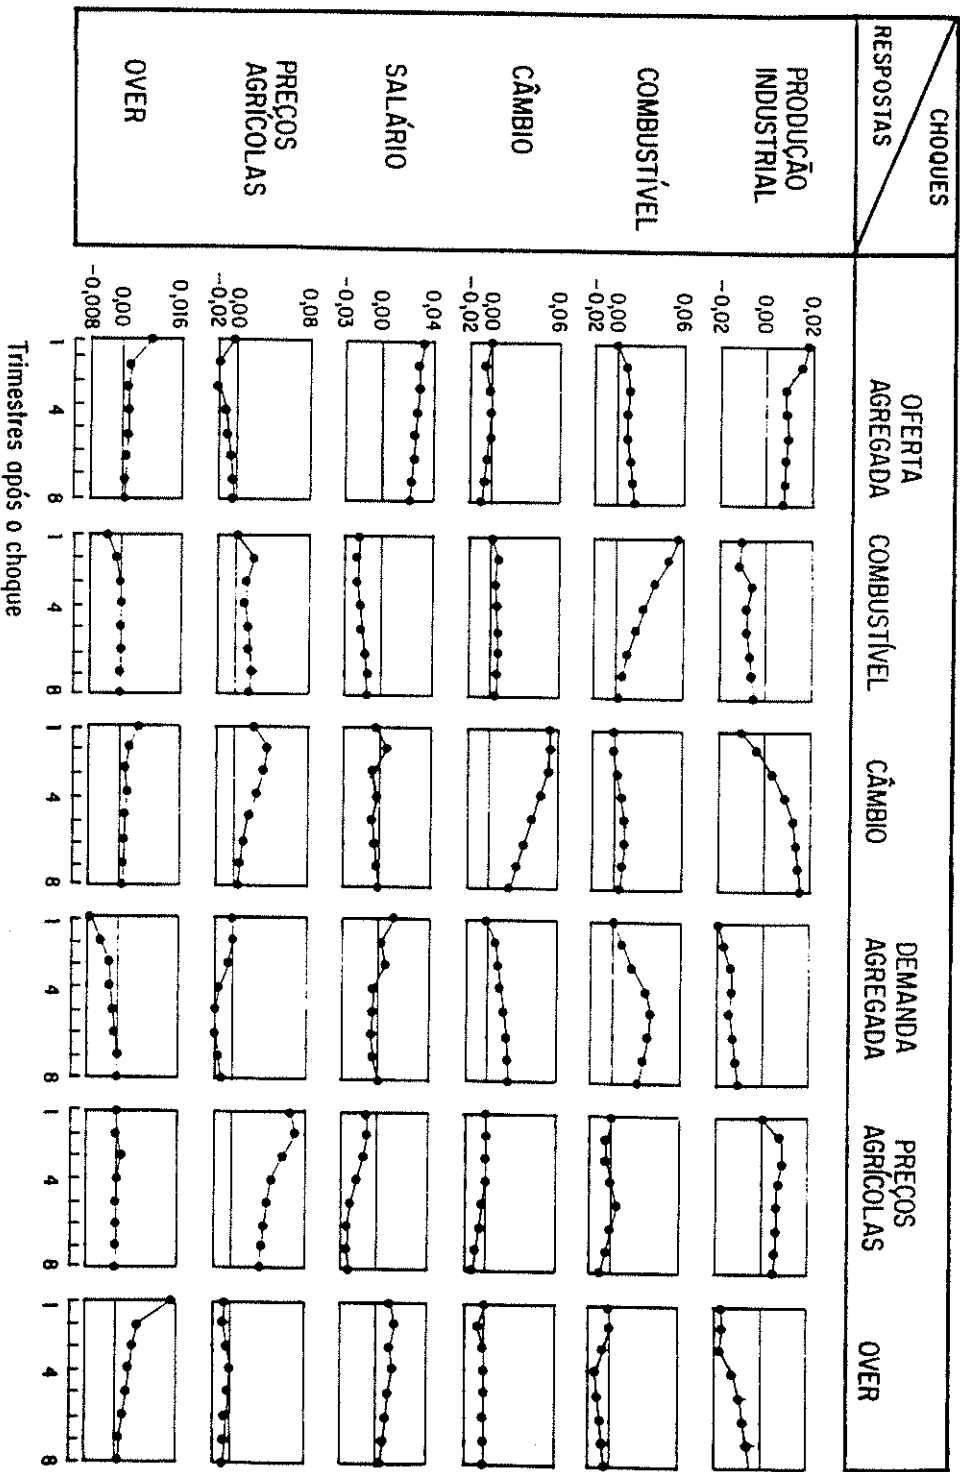 CHOQUES
RESPOSTAS
OFERTA
AGREGADA
COMBUSTÍVEL
CÂMBIO
DEMANDA
AGREGADA
PREÇOS
AGRÍCOLAS
OVER
PRODUÇÃO
INDUSTRIAL
0,02
0,00
-0,02
COMBUSTÍVEL
0,06
0,00
-0,02
CÂMBIO
0,06
0,00
-0,02
SALÁRIO
0,04
0,00
-0,03
PREÇOS
AGRÍCOLAS
0,08
0,00
-0,02
OVER
0,016
0,00
-0,008
1 4 8
1 4 8
1 4 8
1 4 8
1 4 8
1 4 8
Trimestres após o choque